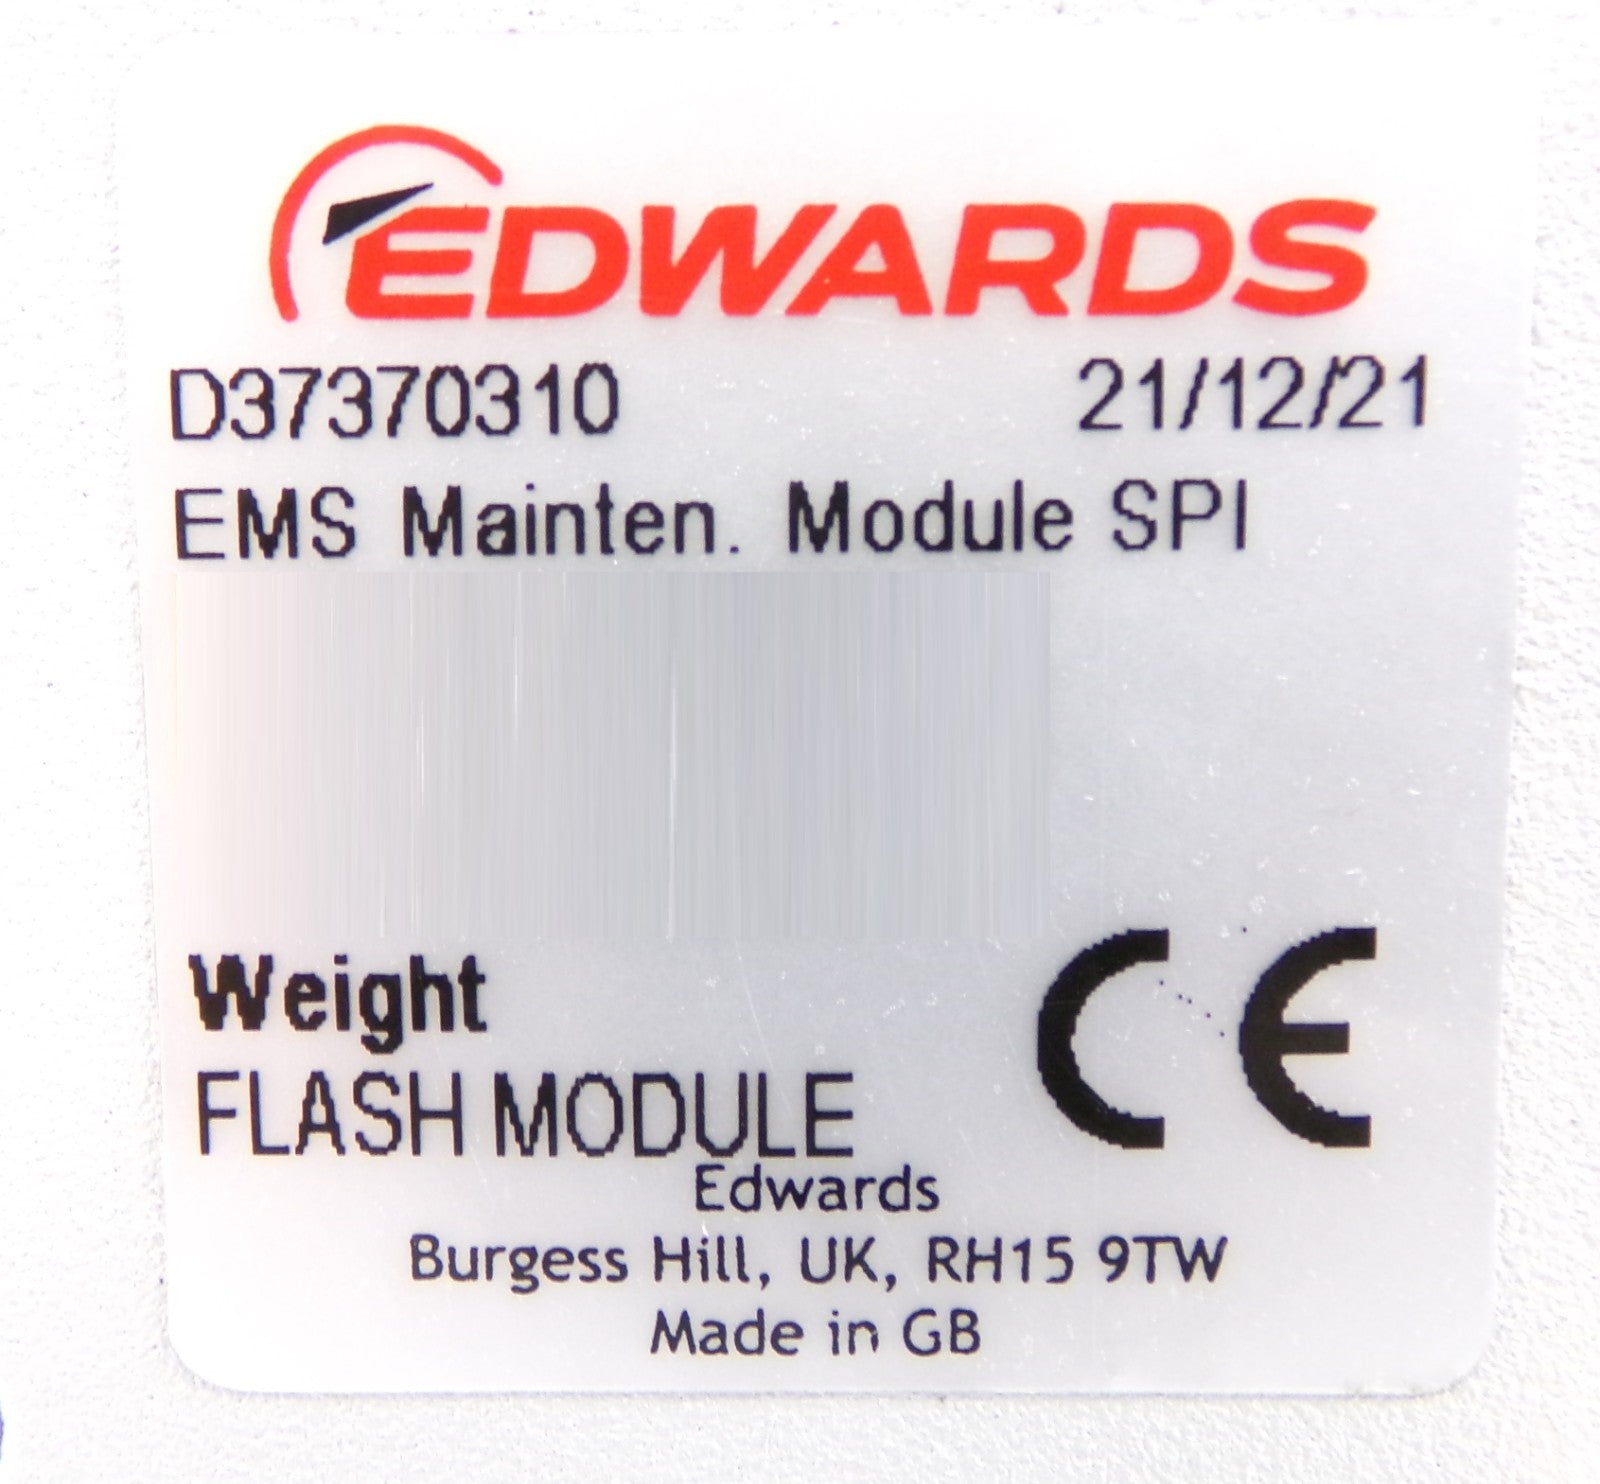 EDWARDS
D37370310 21/12/21
EMS Mainten. Module SPI
Weight
FLASH MODULE
CE
Edwards
Burgess Hill, UK, RH15 9TW
Made in GB